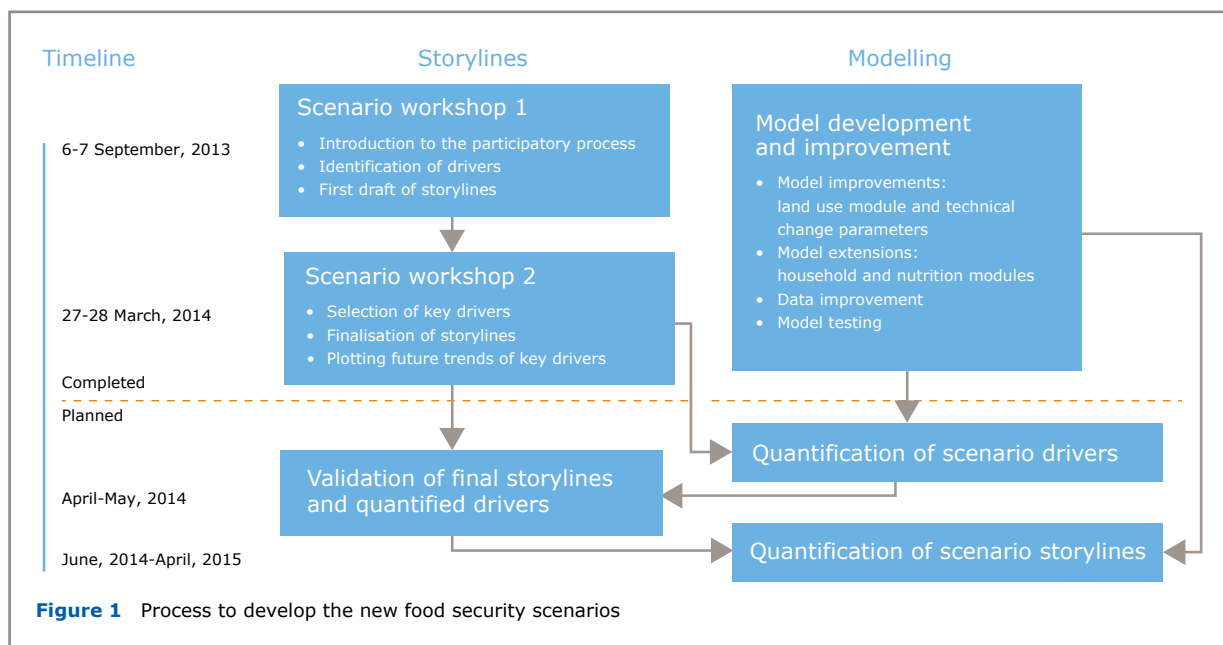 Timeline
Storylines
Modelling
6-7 September, 2013
Scenario workshop 1
• Introduction to the participatory process
• Identification of drivers
• First draft of storylines
Model development
and improvement
• Model improvements:
land use module and technical
change parameters
• Model extensions:
household and nutrition modules
• Data improvement
• Model testing
27-28 March, 2014
Scenario workshop 2
• Selection of key drivers
• Finalisation of storylines
• Plotting future trends of key drivers
Completed
Planned
Quantification of scenario drivers
April-May, 2014
Validation of final storylines
and quantified drivers
June, 2014-April, 2015
Quantification of scenario storylines
Figure 1 Process to develop the new food security scenarios